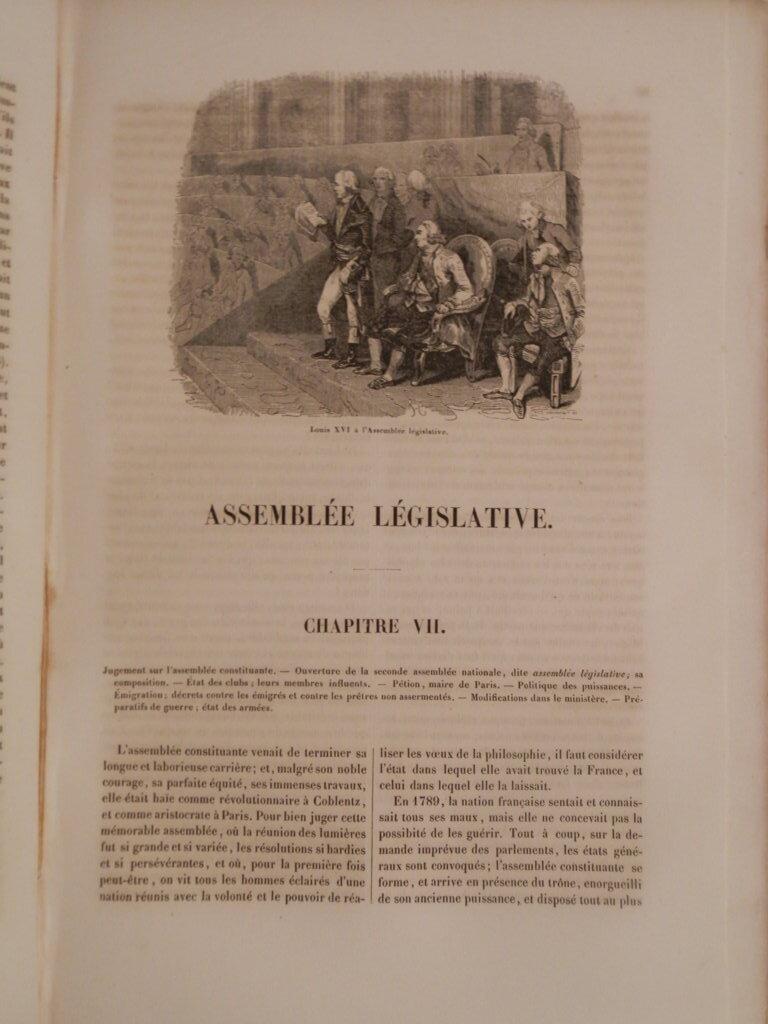 Louis XVI à l'Assemblée législative.
ASSEMBLÉE LÉGISLATIVE.
CHAPITRE VII.
Jugement sur l'assemblée constituante. — Ouverture de la seconde assemblée nationale, dite assemblée législative; sa
composition. — État des clubs; leurs membres influents. — Pétion, maire de Paris. — Politique des puissances. —
Émigration; décrets contre les émigrés et contre les prêtres non assermentés. — Modifications dans le ministère. — Pré-
paratifs de guerre; état des armées.
L'assemblée constituante venait de terminer sa
longue et laborieuse carrière; et, malgré son noble
courage, sa parfaite équité, ses immenses travaux,
elle était haïe comme révolutionnaire à Coblentz,
et comme aristocrate à Paris. Pour bien juger cette
mémorable assemblée, où la réunion des lumières
fut si grande et si variée, les résolutions si hardies
et si persévérantes, et où, pour la première fois
peut-être, on vit tous les hommes éclairés d'une
nation réunis avec la volonté et le pouvoir de réa-
liser les vœux de la philosophie, il faut considérer
l'état dans lequel elle avait trouvé la France, et
celui dans lequel elle la laissait.
En 1789, la nation française sentait et connais-
sait tous ses maux, mais elle ne concevait pas la
possibité de les guérir. Tout à coup, sur la de-
mande imprévue des parlements, les états géné-
raux sont convoqués; l'assemblée constituante se
forme, et arrive en présence du trône, enorgueilli
de son ancienne puissance, et disposé tout au plus